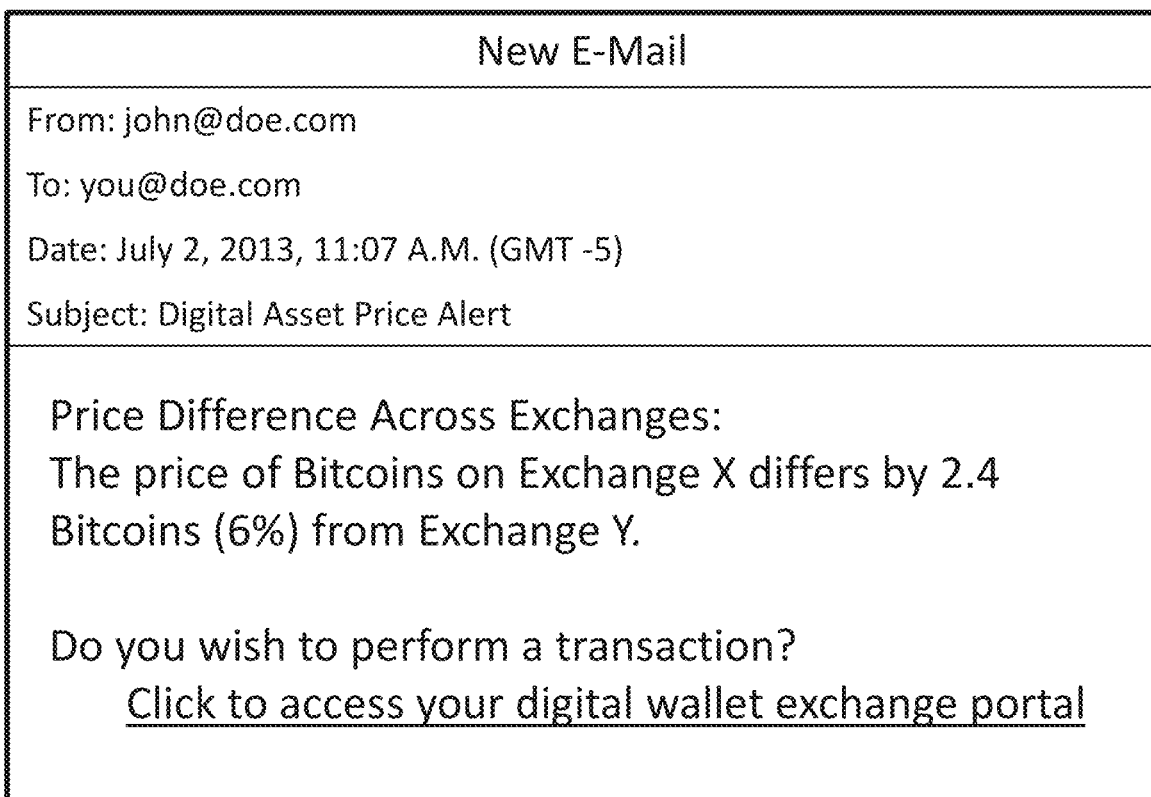 New E-Mail
From: john@doe.com
To: you@doe.com
Date: July 2, 2013, 11:07 A.M. (GMT -5)
Subject: Digital Asset Price Alert
Price Difference Across Exchanges:
The price of Bitcoins on Exchange X differs by 2.4
Bitcoins (6%) from Exchange Y.
Do you wish to perform a transaction?
Click to access your digital wallet exchange portal